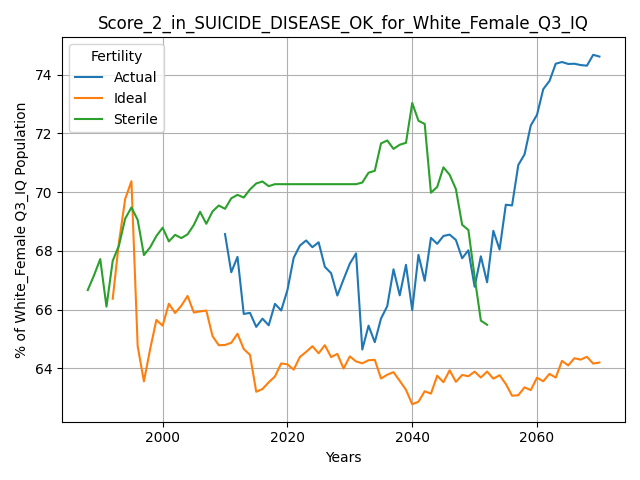 Score_2_in_SUICIDE_DISEASE_OK_for_White_Female_Q3_IQ
Fertility
Actual
Ideal
Sterile
% of White_Female Q3_IQ Population
74
72
70
68
66
64
2000
2020
2040
2060
Years